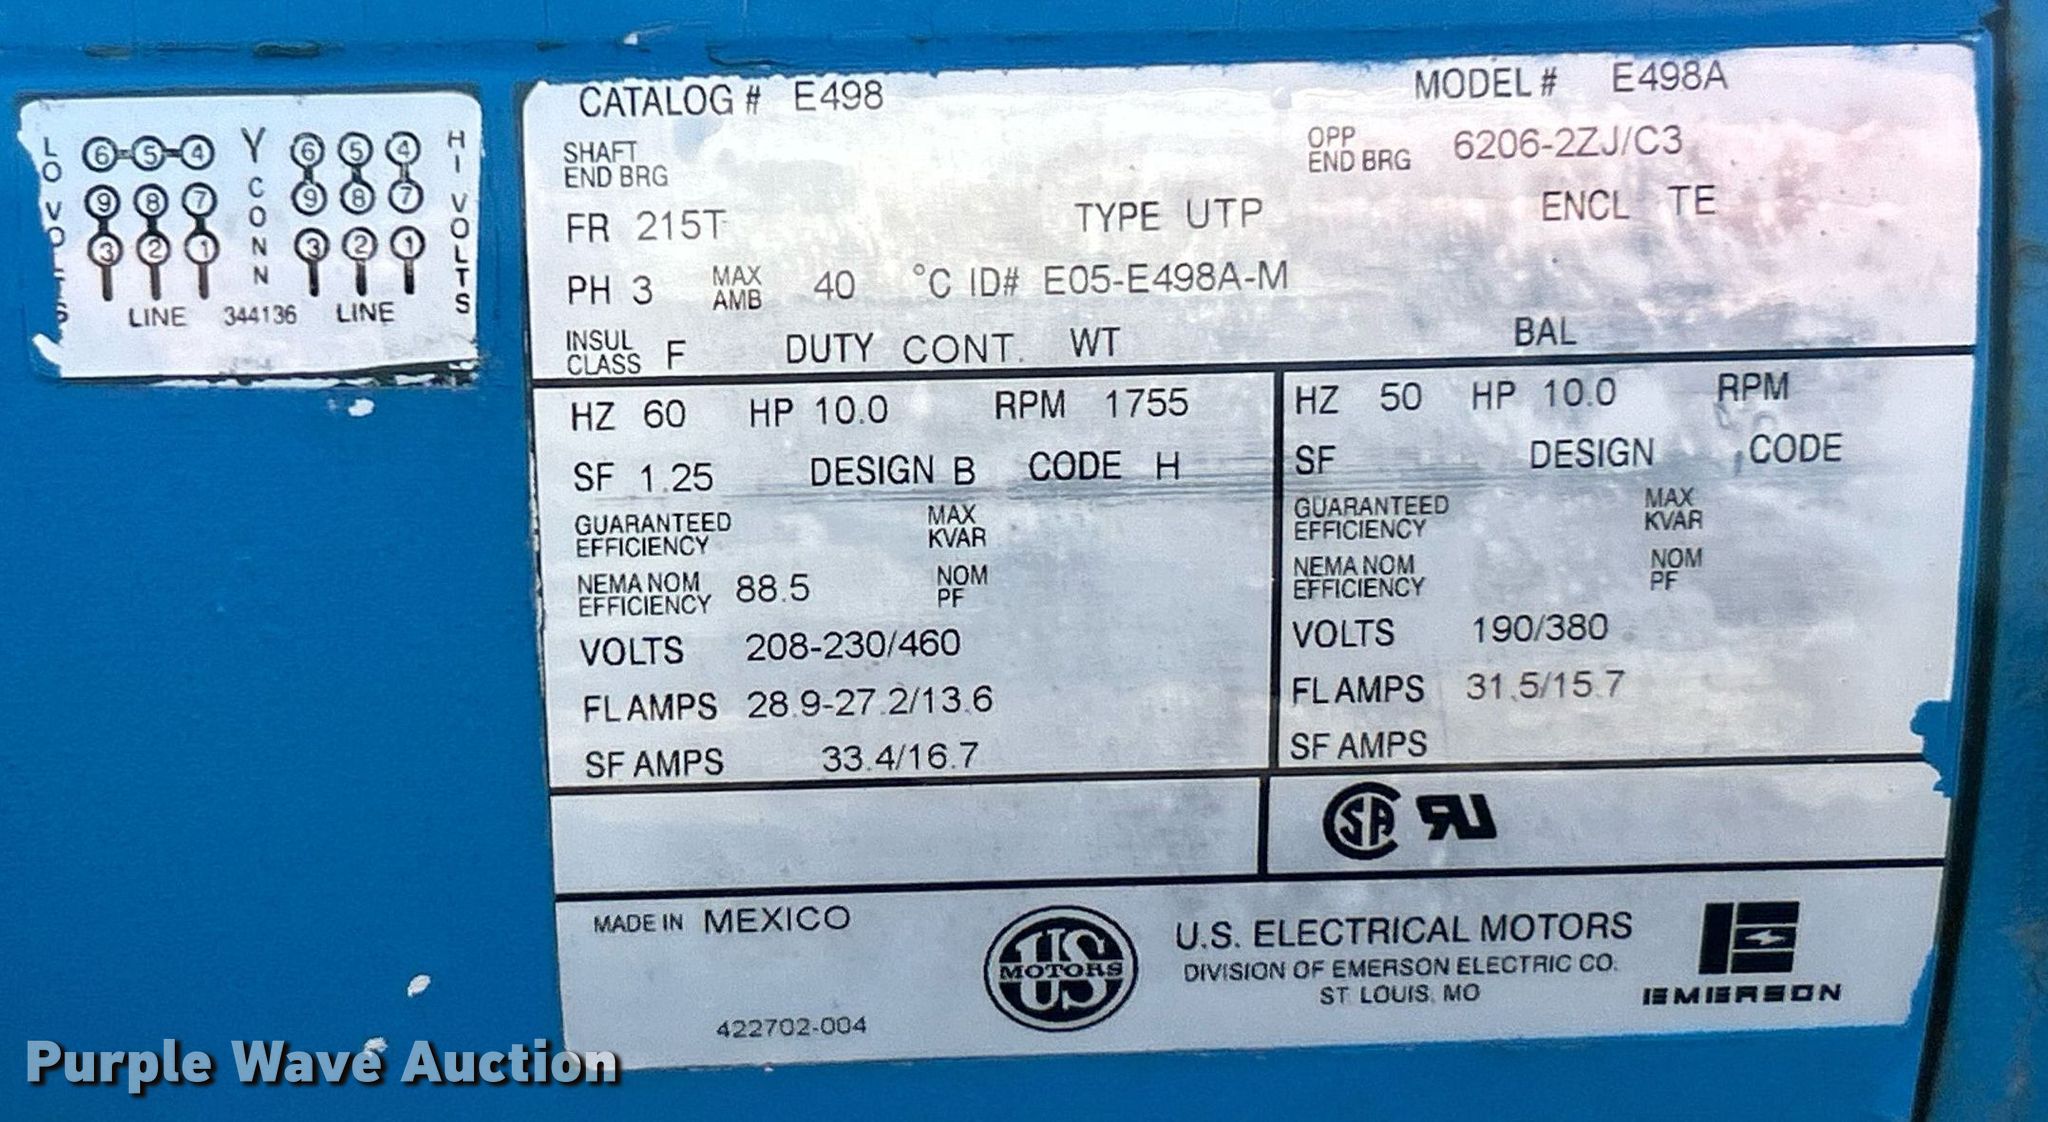 LO VOLTS
6 5 4
9 8 7
3 2 1
LINE
Y CONN
344136
6 5 4
9 8 7
3 2 1
LINE
HI VOLTS
CATALOG # E498 MODEL # E498A
SHAFT END BRG OPP END BRG 6206-2ZJ/C3
FR 215T TYPE UTP ENCL TE
PH 3 MAX AMB 40 °C ID# E05-E498A-M
INSUL CLASS F DUTY CONT. WT BAL
HZ 60 HP 10.0 RPM 1755
SF 1.25 DESIGN B CODE H
GUARANTEED EFFICIENCY MAX KVAR
NEMA NOM EFFICIENCY 88.5 NOM PF
VOLTS 208-230/460
FL AMPS 28.9-27.2/13.6
SF AMPS 33.4/16.7
HZ 50 HP 10.0 RPM
SF DESIGN CODE
GUARANTEED EFFICIENCY MAX KVAR
NEMA NOM EFFICIENCY NOM PF
VOLTS 190/380
FL AMPS 31.5/15.7
SF AMPS
SA RU
MADE IN MEXICO
422702-004
US MOTORS
U.S. ELECTRICAL MOTORS
DIVISION OF EMERSON ELECTRIC CO.
ST. LOUIS, MO
EMERSON
Purple Wave Auction